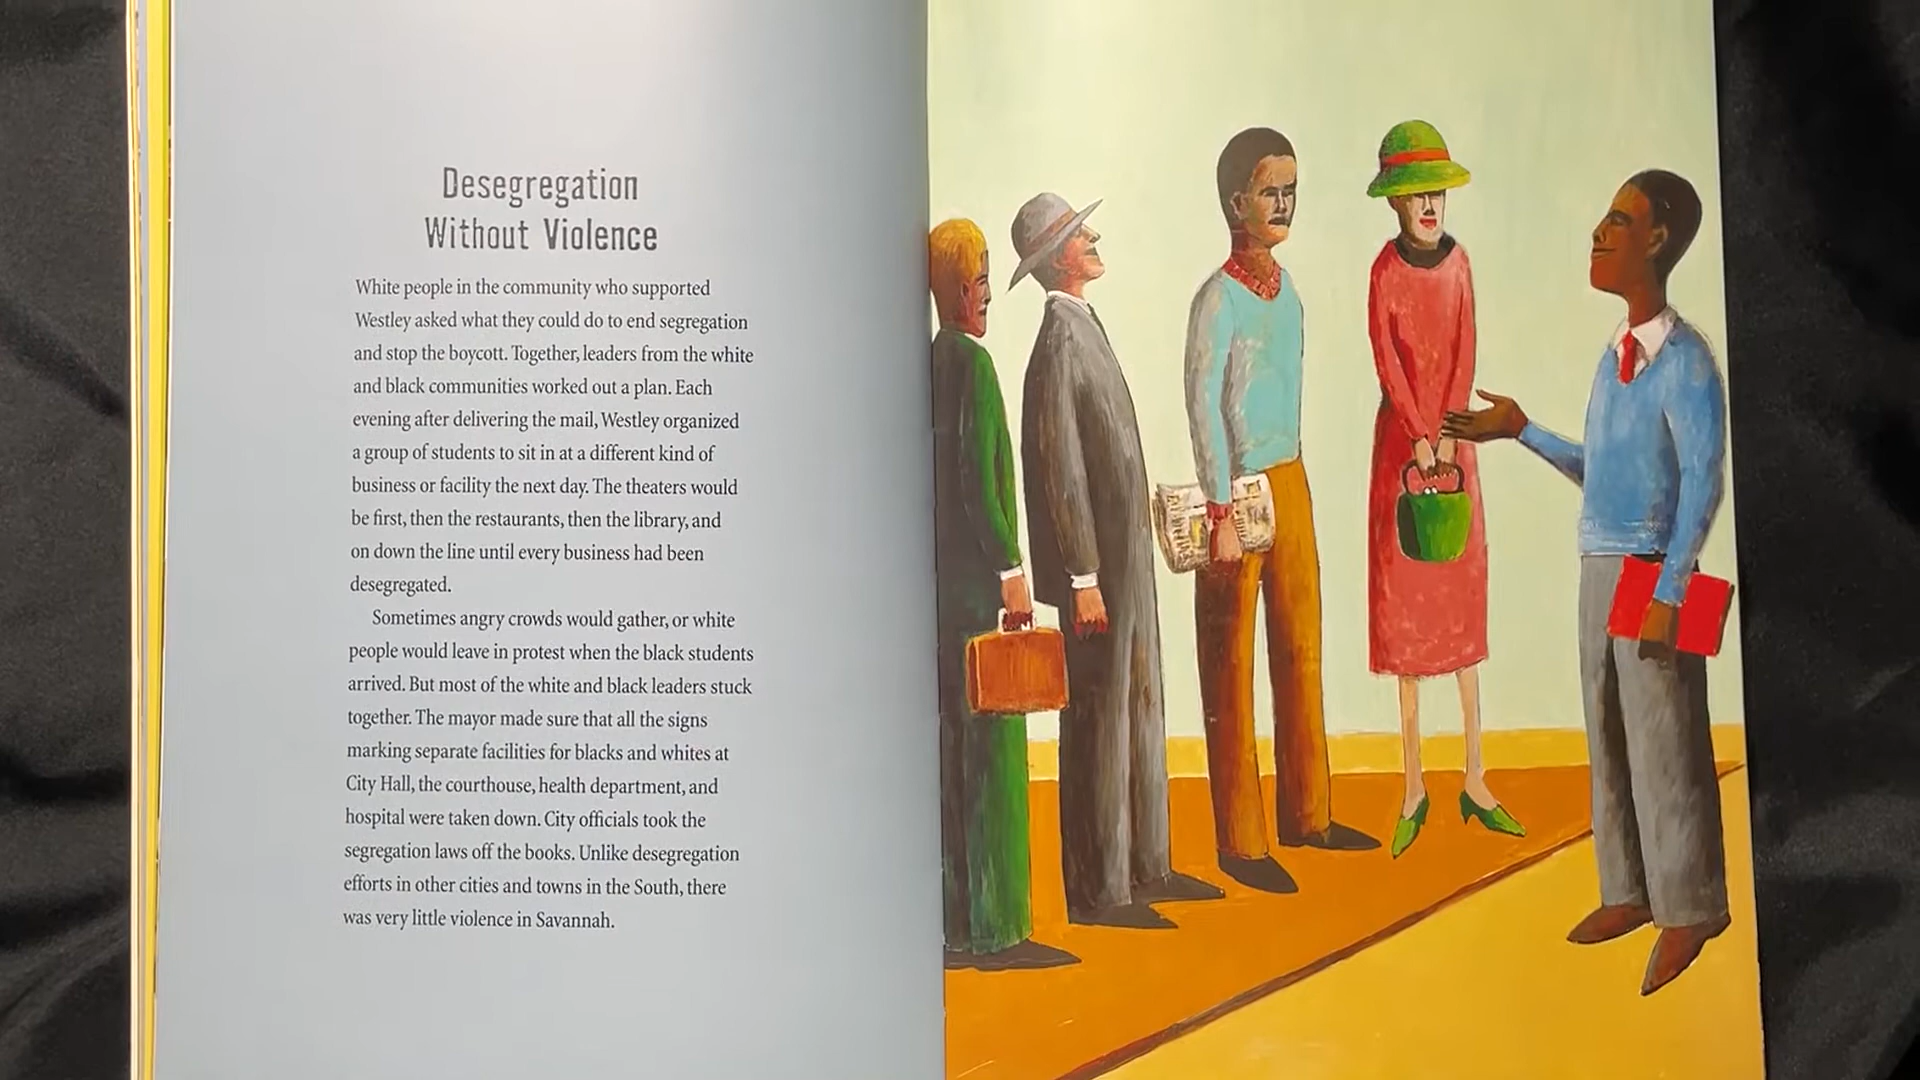 Desegregation
Without Violence
White people in the community who supported
Westley asked what they could do to end segregation
and stop the boycott. Together, leaders from the white
and black communities worked out a plan. Each
evening after delivering the mail, Westley organized
a group of students to sit in at a different kind of
business or facility the next day. The theaters would
be first, then the restaurants, then the library, and
on down the line until every business had been
desegregated.
Sometimes angry crowds would gather, or white
people would leave in protest when the black students
arrived. But most of the white and black leaders stuck
together. The mayor made sure that all the signs
marking separate facilities for blacks and whites at
City Hall, the courthouse, health department, and
hospital were taken down. City officials took the
segregation laws off the books. Unlike desegregation
efforts in other cities and towns in the South, there
was very little violence in Savannah.